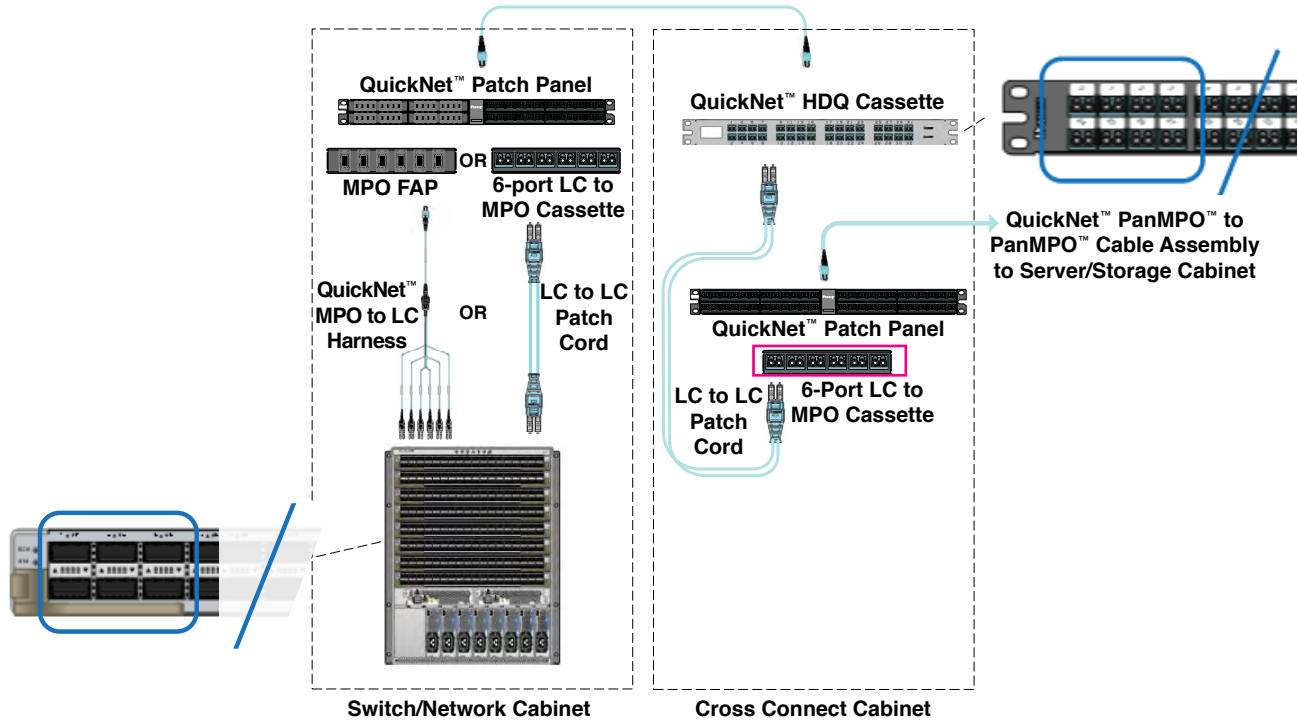 QuickNet™ Patch Panel
MPO FAP
OR
6-port LC to
MPO Cassette
QuickNet™
MPO to LC
Harness
OR
LC to LC
Patch
Cord
Switch/Network Cabinet
QuickNet™ HDQ Cassette
QuickNet™ Patch Panel
LC to LC
Patch
Cord
6-Port LC to
MPO Cassette
Cross Connect Cabinet
QuickNet™ PanMPO™ to
PanMPO™ Cable Assembly
to Server/Storage Cabinet